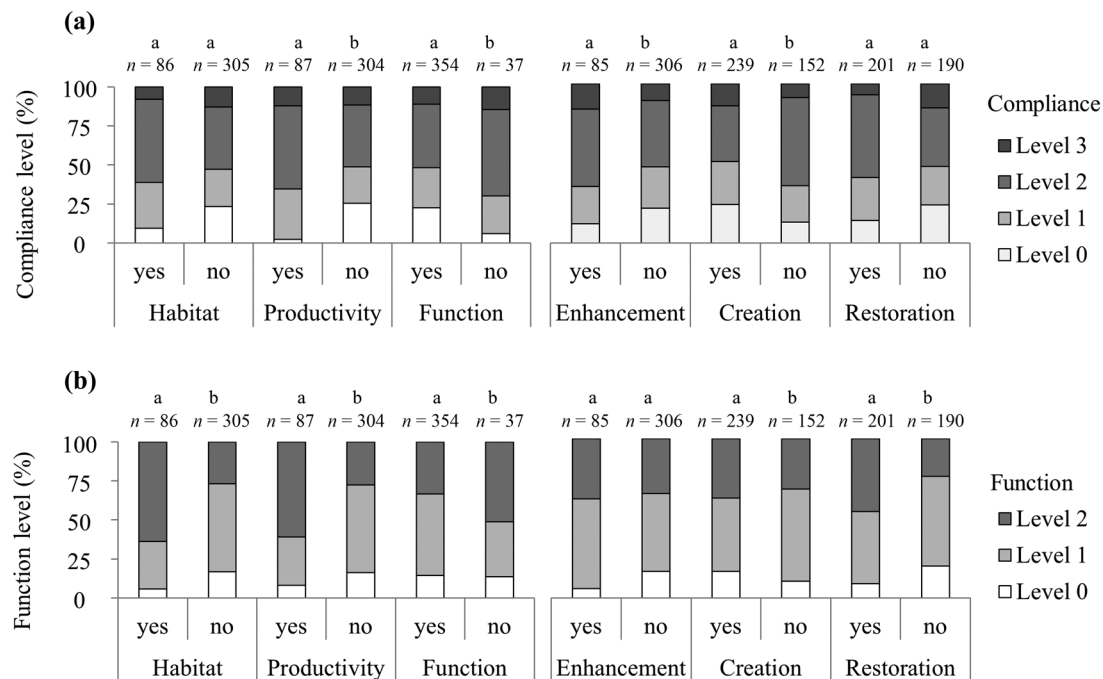 (a)
a a a b a b a b a b a a
n = 86 n = 305 n = 87 n = 304 n = 354 n = 37 n = 85 n = 306 n = 239 n = 152 n = 201 n = 190
Compliance level (%)
100
75
50
25
0
yes no yes no yes no yes no yes no yes no
Habitat Productivity Function Enhancement Creation Restoration
Compliance
Level 3
Level 2
Level 1
Level 0
(b)
a b a b a b a a a b a b
n = 86 n = 305 n = 87 n = 304 n = 354 n = 37 n = 85 n = 306 n = 239 n = 152 n = 201 n = 190
Function level (%)
100
75
50
25
0
yes no yes no yes no yes no yes no yes no
Habitat Productivity Function Enhancement Creation Restoration
Function
Level 2
Level 1
Level 0